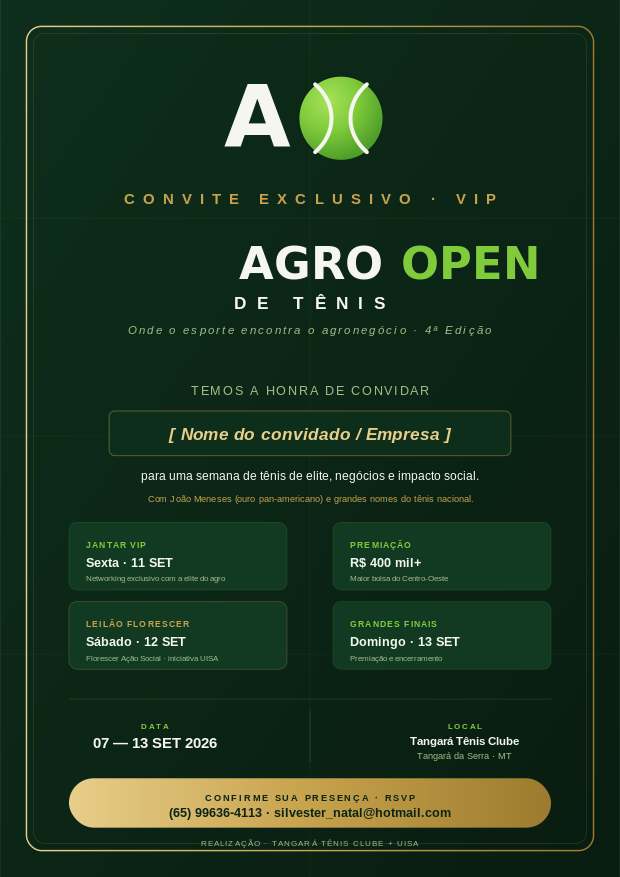 A
CONVITE EXCLUSIVO · VIP
AGRO OPEN
DE TÊNIS
Onde o esporte encontra o agronegócio · 4ª Edição
TEMOS A HONRA DE CONVIDAR
[ Nome do convidado / Empresa ]
para uma semana de tênis de elite, negócios e impacto social.
Com João Meneses (ouro pan-americano) e grandes nomes do tênis nacional.
JANTAR VIP
Sexta · 11 SET
Networking exclusivo com a elite do agro
PREMIAÇÃO
R$ 400 mil+
Maior bolsa do Centro-Oeste
LEILÃO FLORESCER
Sábado · 12 SET
Florescer Ação Social · iniciativa UISA
GRANDES FINAIS
Domingo · 13 SET
Premiação e encerramento
DATA
07 — 13 SET 2026
LOCAL
Tangará Tênis Clube
Tangará da Serra · MT
CONFIRME SUA PRESENÇA · RSVP
(65) 99636-4113 · silvester_natal@hotmail.com
REALIZAÇÃO · TANGARÁ TÊNIS CLUBE + UISA